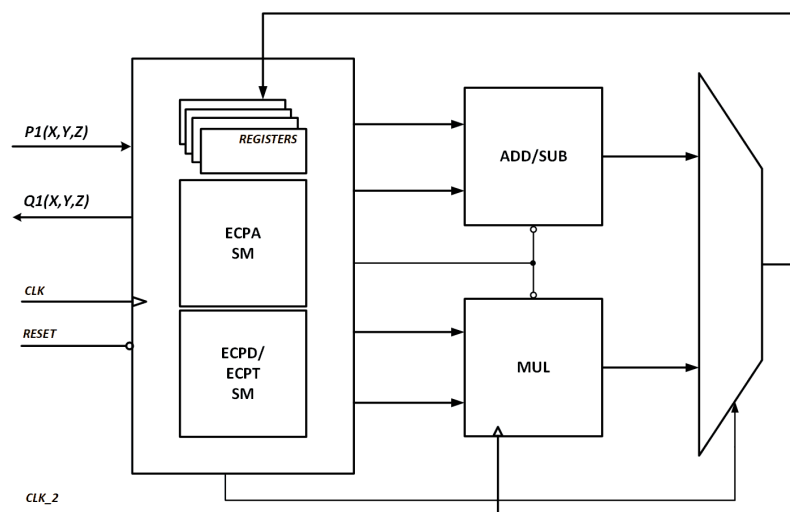 P1(X,Y,Z)
Q1(X,Y,Z)
CLK
RESET
CLK_2
REGISTERS
ECPA
SM
ECPD/
ECPT
SM
ADD/SUB
MUL